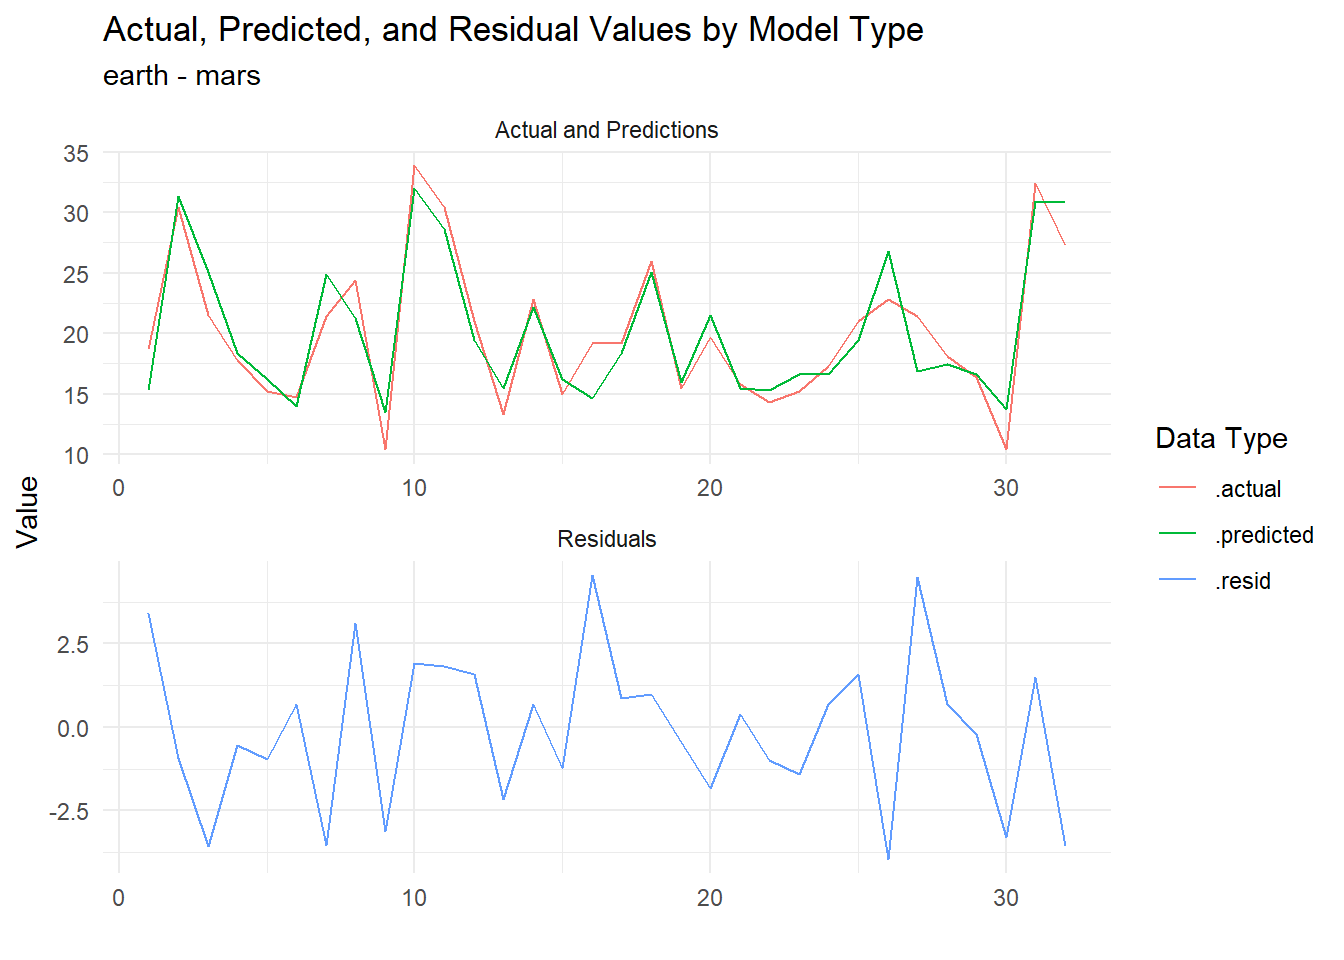 Actual, Predicted, and Residual Values by Model Type
earth - mars
Actual and Predictions
35
30
25
20
15
10
0 10 20 30
Value
Residuals
2.5
0.0
-2.5
0 10 20 30
Data Type
.actual
.predicted
.resid